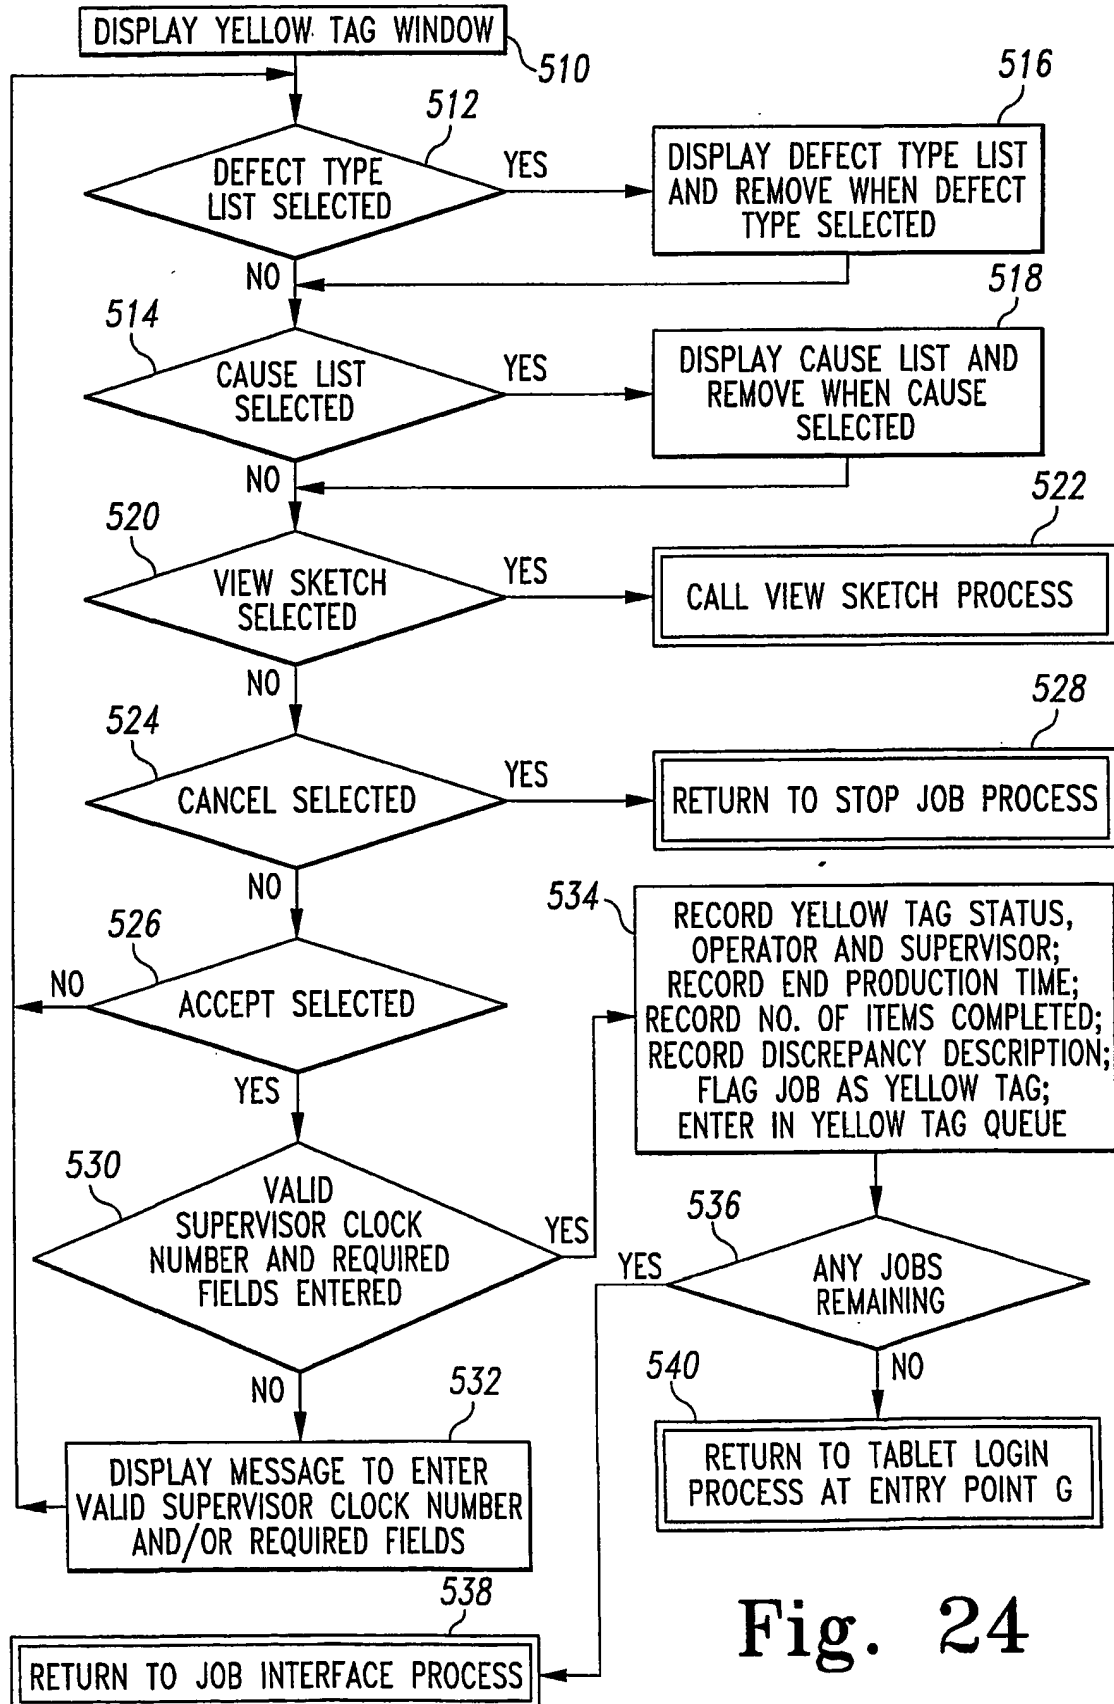 DISPLAY YELLOW TAG WINDOW
510
512
516
DEFECT TYPE
LIST SELECTED
YES
DISPLAY DEFECT TYPE LIST
AND REMOVE WHEN DEFECT
TYPE SELECTED
NO
514
518
CAUSE LIST
SELECTED
YES
DISPLAY CAUSE LIST AND
REMOVE WHEN CAUSE
SELECTED
NO
520
522
VIEW SKETCH
SELECTED
YES
CALL VIEW SKETCH PROCESS
NO
524
528
CANCEL SELECTED
YES
RETURN TO STOP JOB PROCESS
NO
526
534
ACCEPT SELECTED
NO
YES
RECORD YELLOW TAG STATUS,
OPERATOR AND SUPERVISOR;
RECORD END PRODUCTION TIME;
RECORD NO. OF ITEMS COMPLETED;
RECORD DISCREPANCY DESCRIPTION;
FLAG JOB AS YELLOW TAG;
ENTER IN YELLOW TAG QUEUE
530
VALID
SUPERVISOR CLOCK
NUMBER AND REQUIRED
FIELDS ENTERED
YES
NO
536
ANY JOBS
REMAINING
YES
NO
532
DISPLAY MESSAGE TO ENTER
VALID SUPERVISOR CLOCK NUMBER
AND/OR REQUIRED FIELDS
540
RETURN TO TABLET LOGIN
PROCESS AT ENTRY POINT G
538
RETURN TO JOB INTERFACE PROCESS
Fig. 24